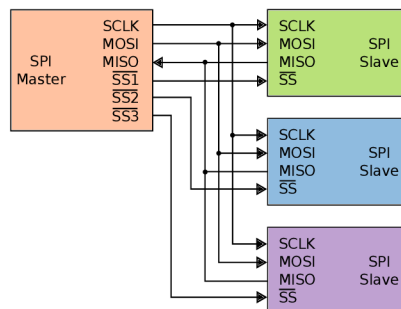 SCLK
MOSI
SPI MISO
Master SS1
SS2
SS3
SCLK
MOSI SPI
MISO Slave
SS
SCLK
MOSI SPI
MISO Slave
SS
SCLK
MOSI SPI
MISO Slave
SS